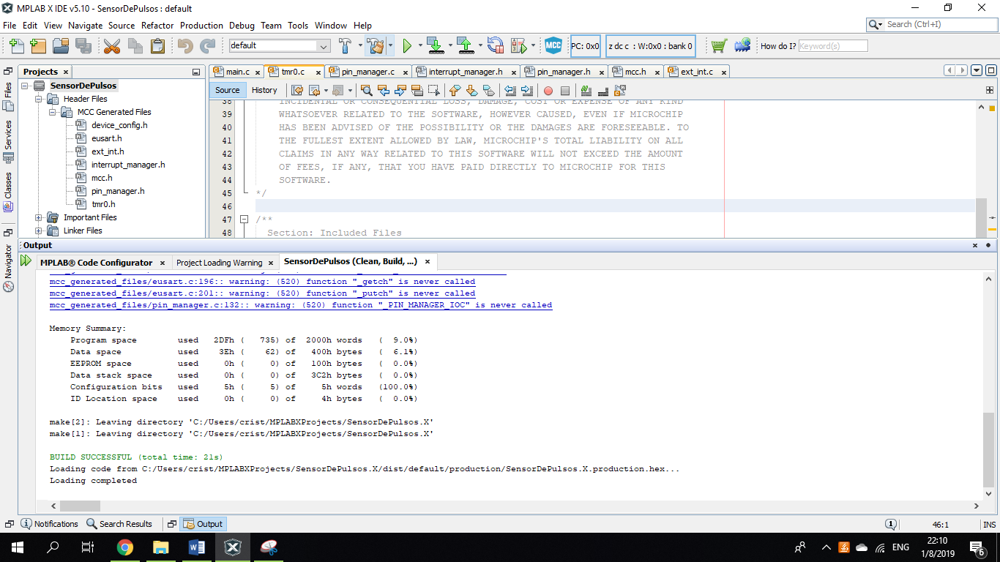 MPLAB X IDE v5.10 - SensorDePulsos : default
File Edit View Navigate Source Refactor Production Debug Team Tools Window Help
Search (Ctrl+I)
default
MCC
PC: 0x0
z dc c : W:0x0 : bank 0
How do I?
Keyword(s)
Projects
main.c
tmr0.c
pin_manager.c
interrupt_manager.h
pin_manager.h
mcc.h
ext_int.c
Files
Services
Classes
Navigator
SensorDePulsos
Header Files
MCC Generated Files
device_config.h
eusart.h
ext_int.h
interrupt_manager.h
mcc.h
pin_manager.h
tmr0.h
Important Files
Linker Files
Source History
38 INCIDENTAL OR CONSEQUENTIAL LOSS, DAMAGE, COST OR EXPENSE OF ANY KIND
39 WHATSOEVER RELATED TO THE SOFTWARE, HOWEVER CAUSED, EVEN IF MICROCHIP
40 HAS BEEN ADVISED OF THE POSSIBILITY OR THE DAMAGES ARE FORESEEABLE. TO
41 THE FULLEST EXTENT ALLOWED BY LAW, MICROCHIP'S TOTAL LIABILITY ON ALL
42 CLAIMS IN ANY WAY RELATED TO THIS SOFTWARE WILL NOT EXCEED THE AMOUNT
43 OF FEES, IF ANY, THAT YOU HAVE PAID DIRECTLY TO MICROCHIP FOR THIS
44 SOFTWARE.
45 */
46
47 /**
48 Section: Included Files
Output
MPLAB® Code Configurator
Project Loading Warning
SensorDePulsos (Clean, Build, ...)
mcc_generated_files/eusart.c:196:: warning: (520) function "_getch" is never called
mcc_generated_files/eusart.c:201:: warning: (520) function "_putch" is never called
mcc_generated_files/pin_manager.c:132:: warning: (520) function "_PIN_MANAGER_IOC" is never called
Memory Summary:
Program space used 2DFh ( 735) of 2000h words ( 9.0%)
Data space used 3Eh ( 62) of 400h bytes ( 6.1%)
EEPROM space used 0h ( 0) of 100h bytes ( 0.0%)
Data stack space used 0h ( 0) of 3C2h bytes ( 0.0%)
Configuration bits used 5h ( 5) of 5h words (100.0%)
ID Location space used 0h ( 0) of 4h bytes ( 0.0%)
make[2]: Leaving directory 'C:/Users/crist/MPLABXProjects/SensorDePulsos.X'
make[1]: Leaving directory 'C:/Users/crist/MPLABXProjects/SensorDePulsos.X'
BUILD SUCCESSFUL (total time: 21s)
Loading code from C:/Users/crist/MPLABXProjects/SensorDePulsos.X/dist/default/production/SensorDePulsos.X.production.hex...
Loading completed
Notifications
Search Results
Output
1
46:1
INS
ENG
22:10
1/8/2019
6